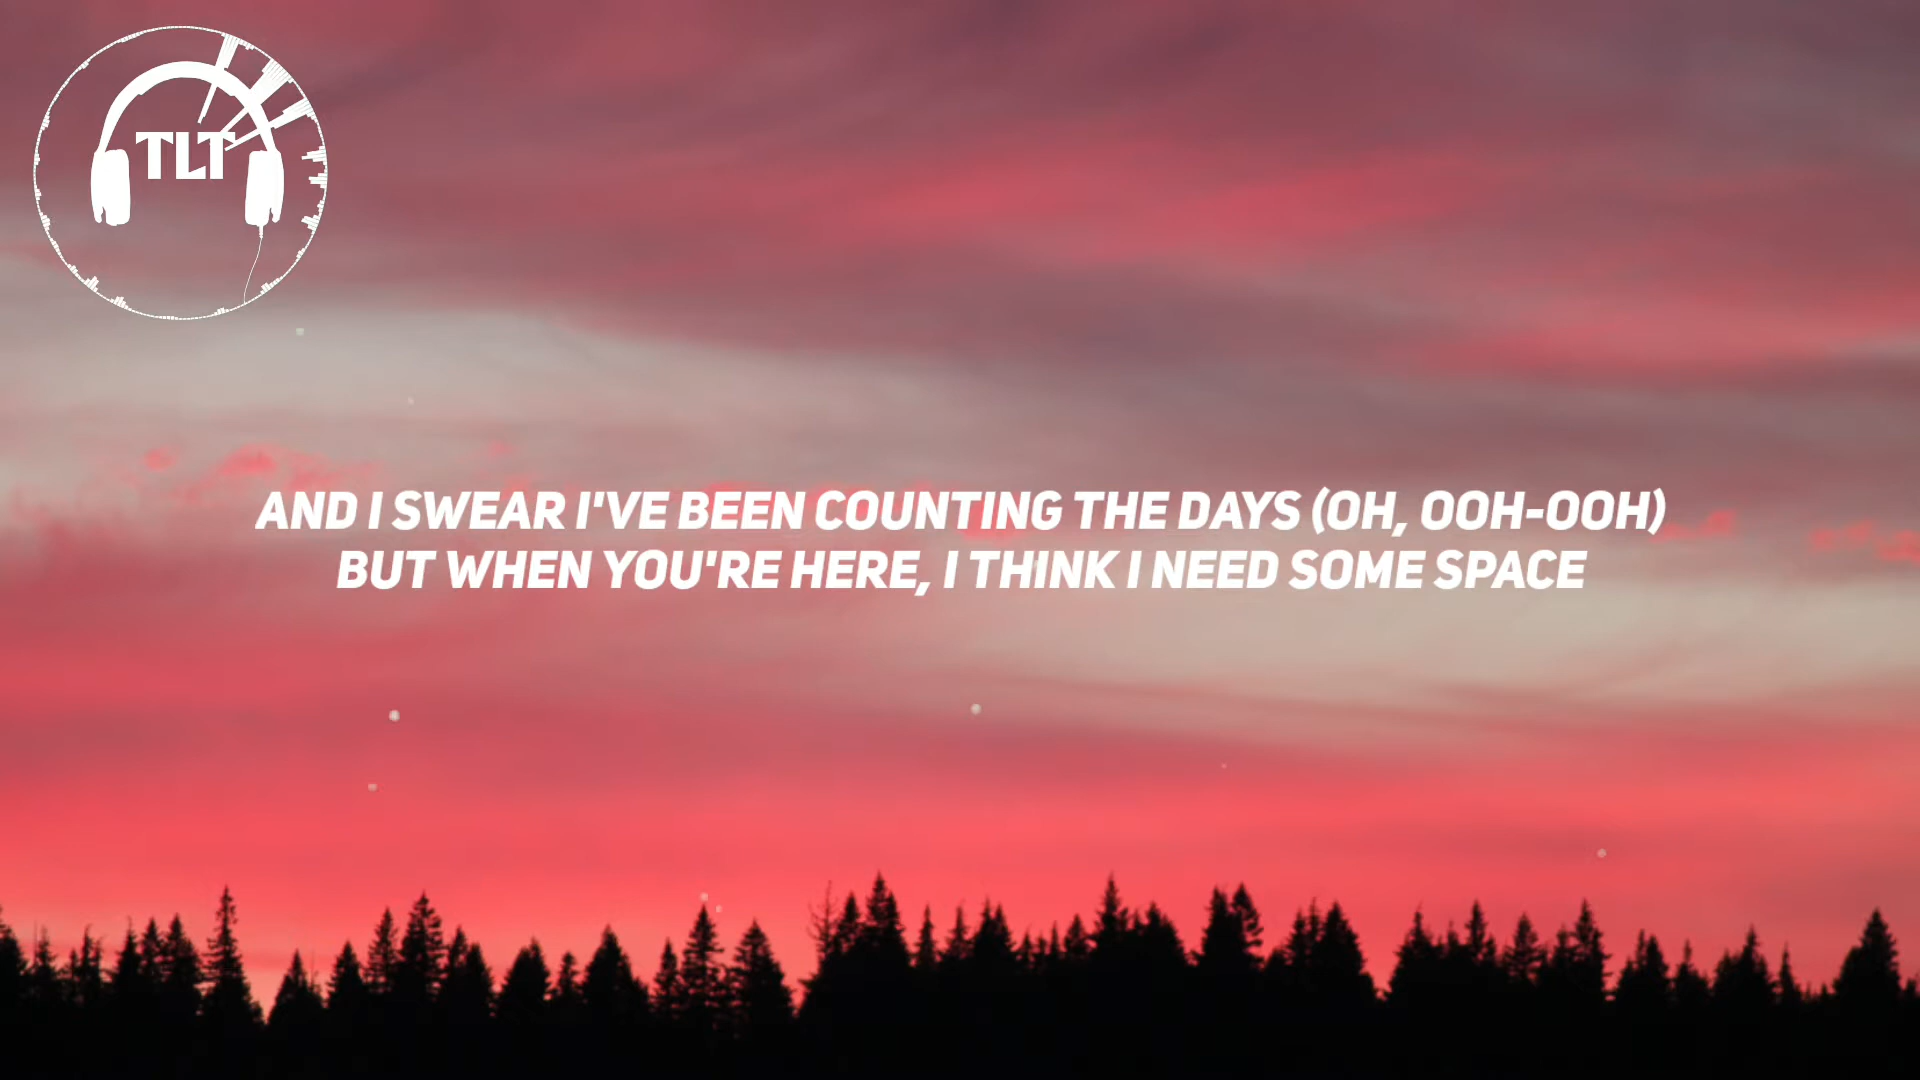 TLT
AND I SWEAR I'VE BEEN COUNTING THE DAYS (OH, OOH-OOH)
BUT WHEN YOU'RE HERE, I THINK I NEED SOME SPACE